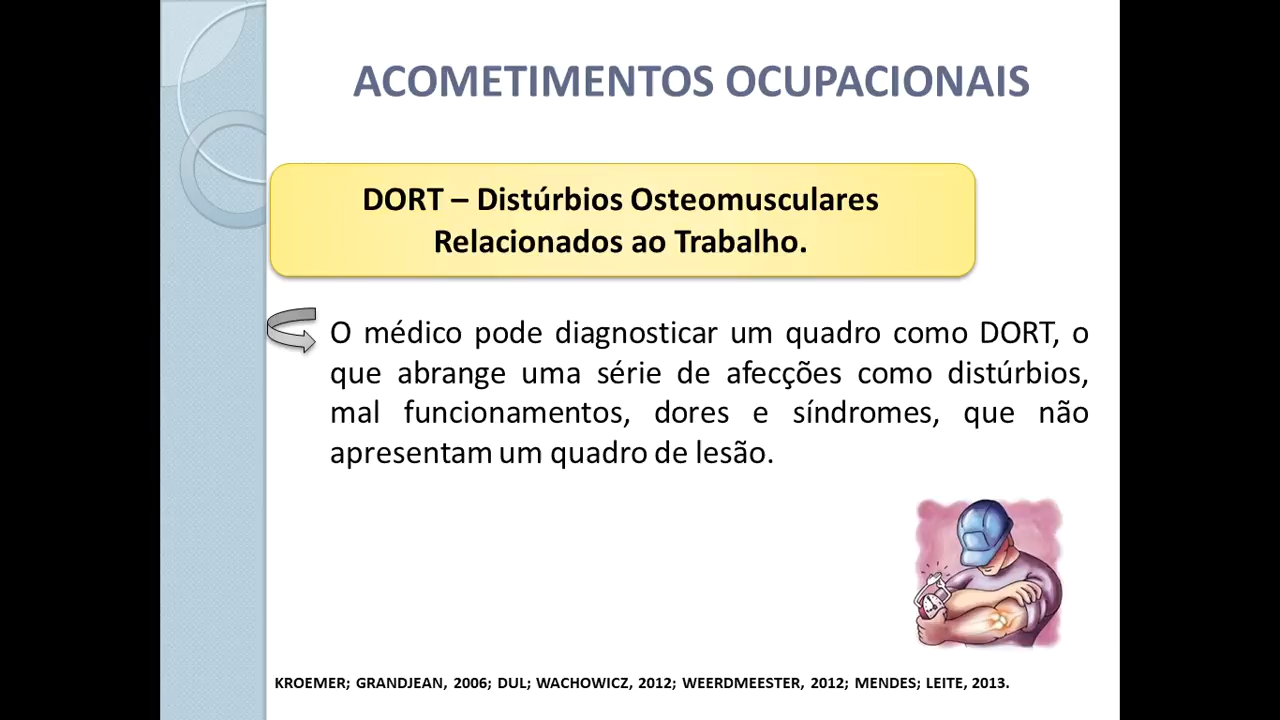 ACOMETIMENTOS OCUPACIONAIS
DORT – Distúrbios Osteomusculares
Relacionados ao Trabalho.
O médico pode diagnosticar um quadro como DORT, o
que abrange uma série de afecções como distúrbios,
mal funcionamentos, dores e síndromes, que não
apresentam um quadro de lesão.
KROEMER; GRANDJEAN, 2006; DUL; WACHOWICZ, 2012; WEERDMEESTER, 2012; MENDES; LEITE, 2013.